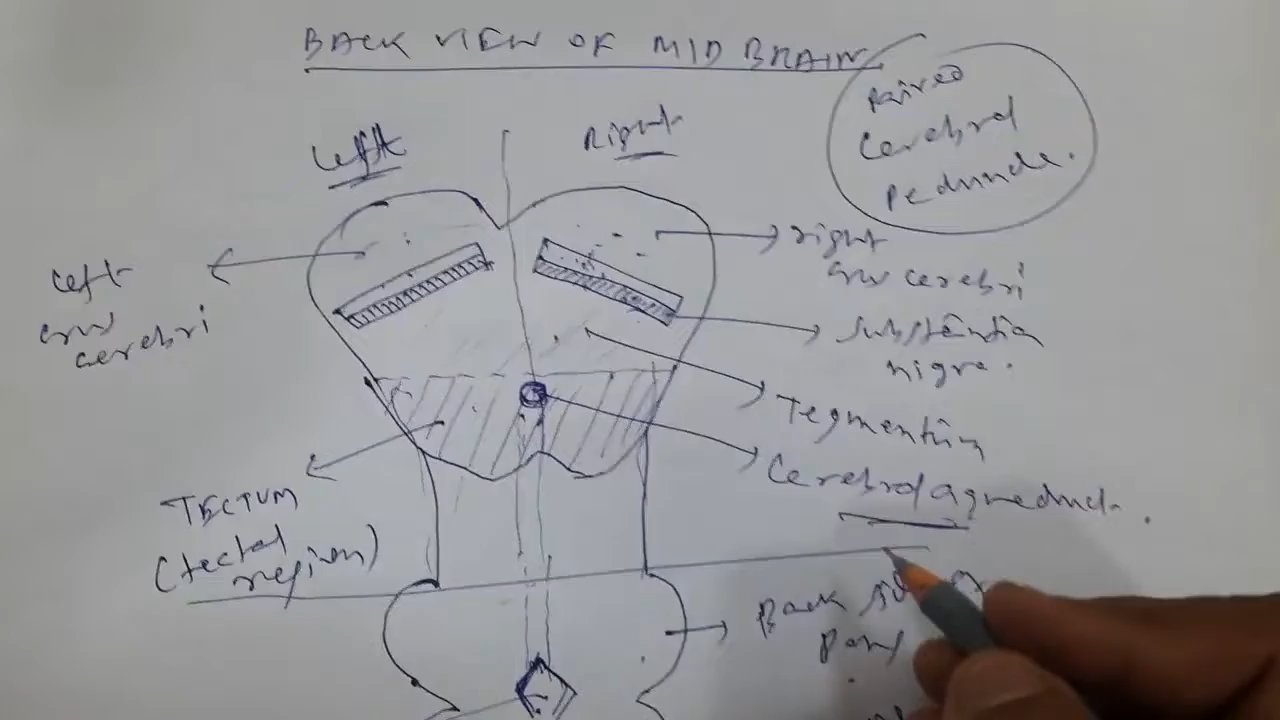 BACK VIEW OF MID BRAIN
Paired
Cerebral
Peduncle.
Left
Right
right
crus cerebri
Left
crus
cerebri
Substantia
nigra.
Tegmentum
Cerebral aqueduct.
TECTUM
(tectal
region)
Back
Pons